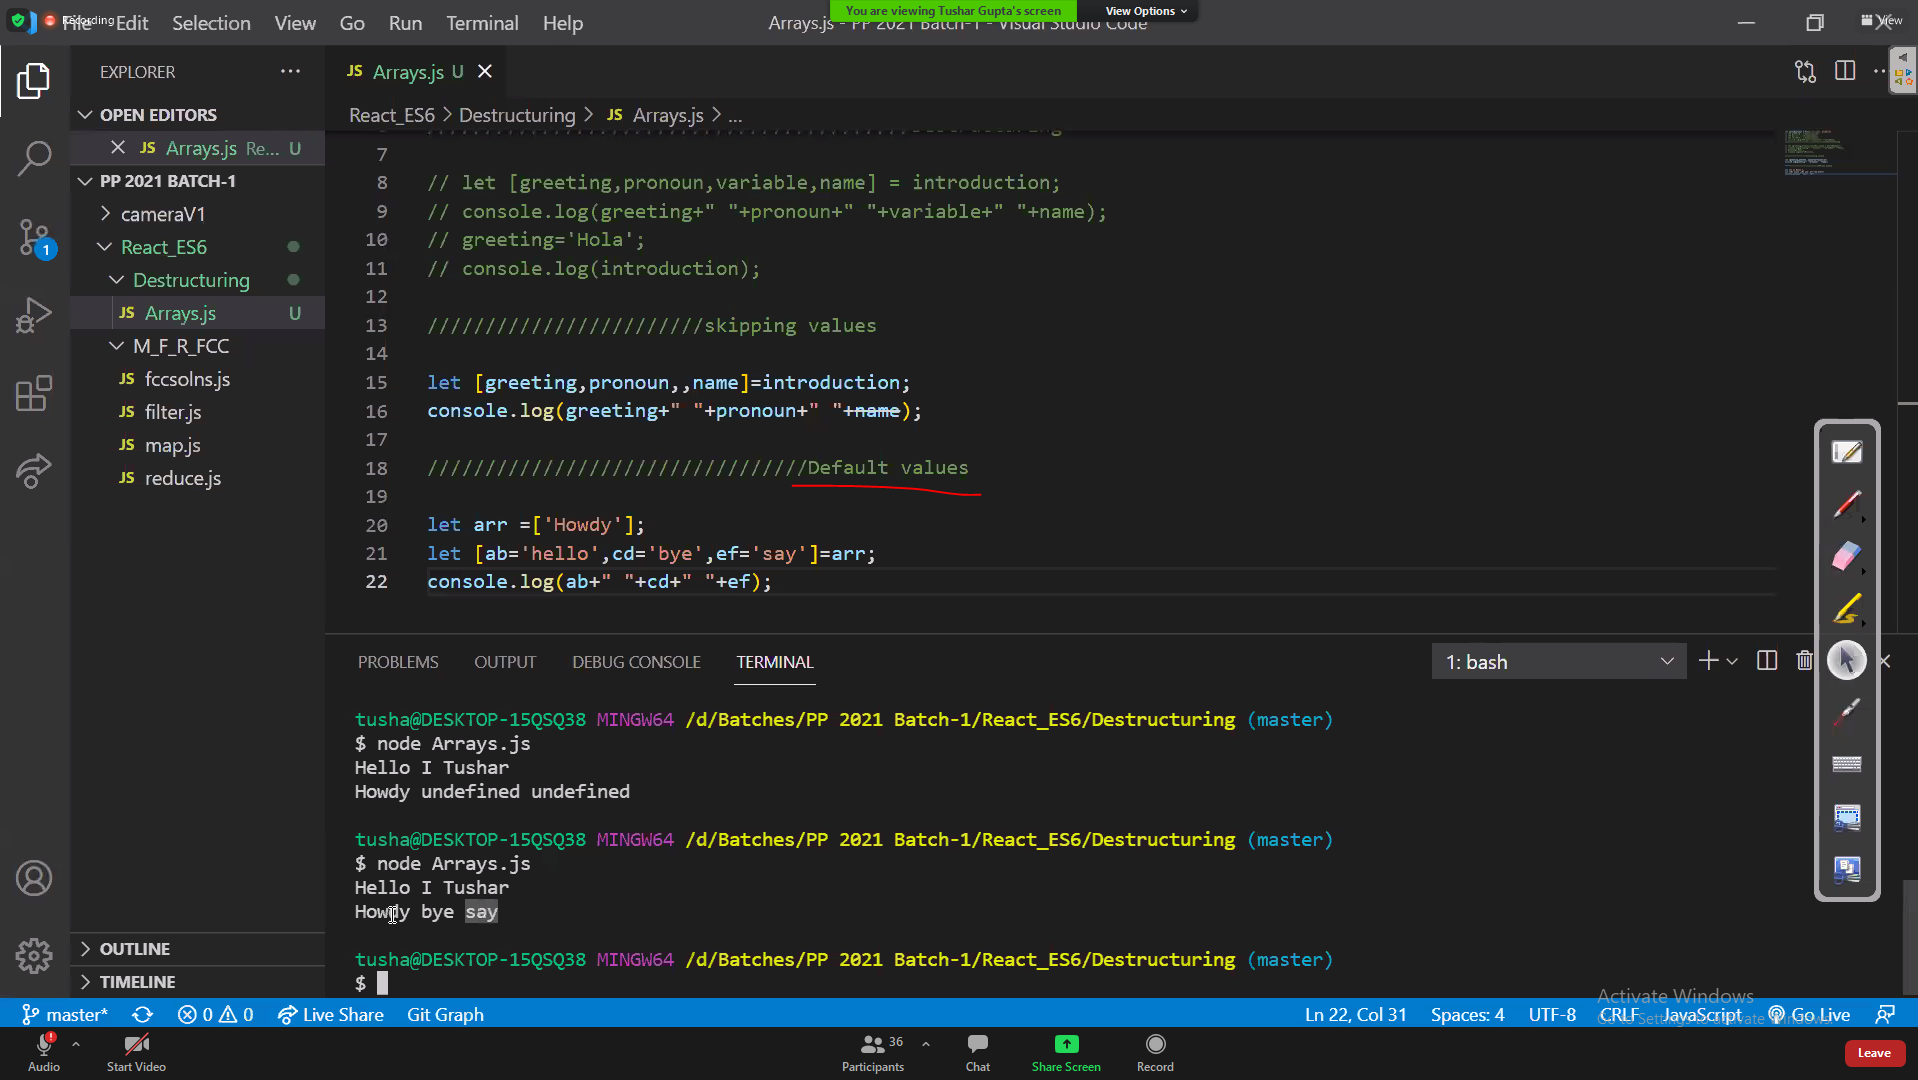 Recording
File Edit Selection View Go Run Terminal Help
You are viewing Tushar Gupta's screen View Options
Arrays.js - PP 2021 Batch-1 - Visual Studio Code
View
EXPLORER
JS Arrays.js U
OPEN EDITORS
JS Arrays.js Re... U
PP 2021 BATCH-1
cameraV1
React_ES6
Destructuring
JS Arrays.js U
M_F_R_FCC
JS fccsolns.js
JS filter.js
JS map.js
JS reduce.js
OUTLINE
TIMELINE
React_ES6 > Destructuring > JS Arrays.js > ...
7
8 // let [greeting,pronoun,variable,name] = introduction;
9 // console.log(greeting+" "+pronoun+" "+variable+" "+name);
10 // greeting='Hola';
11 // console.log(introduction);
12
13 ////////////////////////skipping values
14
15 let [greeting,pronoun,,name]=introduction;
16 console.log(greeting+" "+pronoun+" "+name);
17
18 /////////////////////////////////Default values
19
20 let arr =['Howdy'];
21 let [ab='hello',cd='bye',ef='say']=arr;
22 console.log(ab+" "+cd+" "+ef);
PROBLEMS OUTPUT DEBUG CONSOLE TERMINAL
1: bash
tusha@DESKTOP-15QSQ38 MINGW64 /d/Batches/PP 2021 Batch-1/React_ES6/Destructuring (master)
$ node Arrays.js
Hello I Tushar
Howdy undefined undefined
tusha@DESKTOP-15QSQ38 MINGW64 /d/Batches/PP 2021 Batch-1/React_ES6/Destructuring (master)
$ node Arrays.js
Hello I Tushar
Howdy bye say
tusha@DESKTOP-15QSQ38 MINGW64 /d/Batches/PP 2021 Batch-1/React_ES6/Destructuring (master)
$
Activate Windows
Go to Settings to activate Windows.
master* 0 0 Live Share Git Graph
Ln 22, Col 31 Spaces: 4 UTF-8 CRLF JavaScript Go Live
1
Audio Start Video Participants 36 Chat Share Screen Record Leave